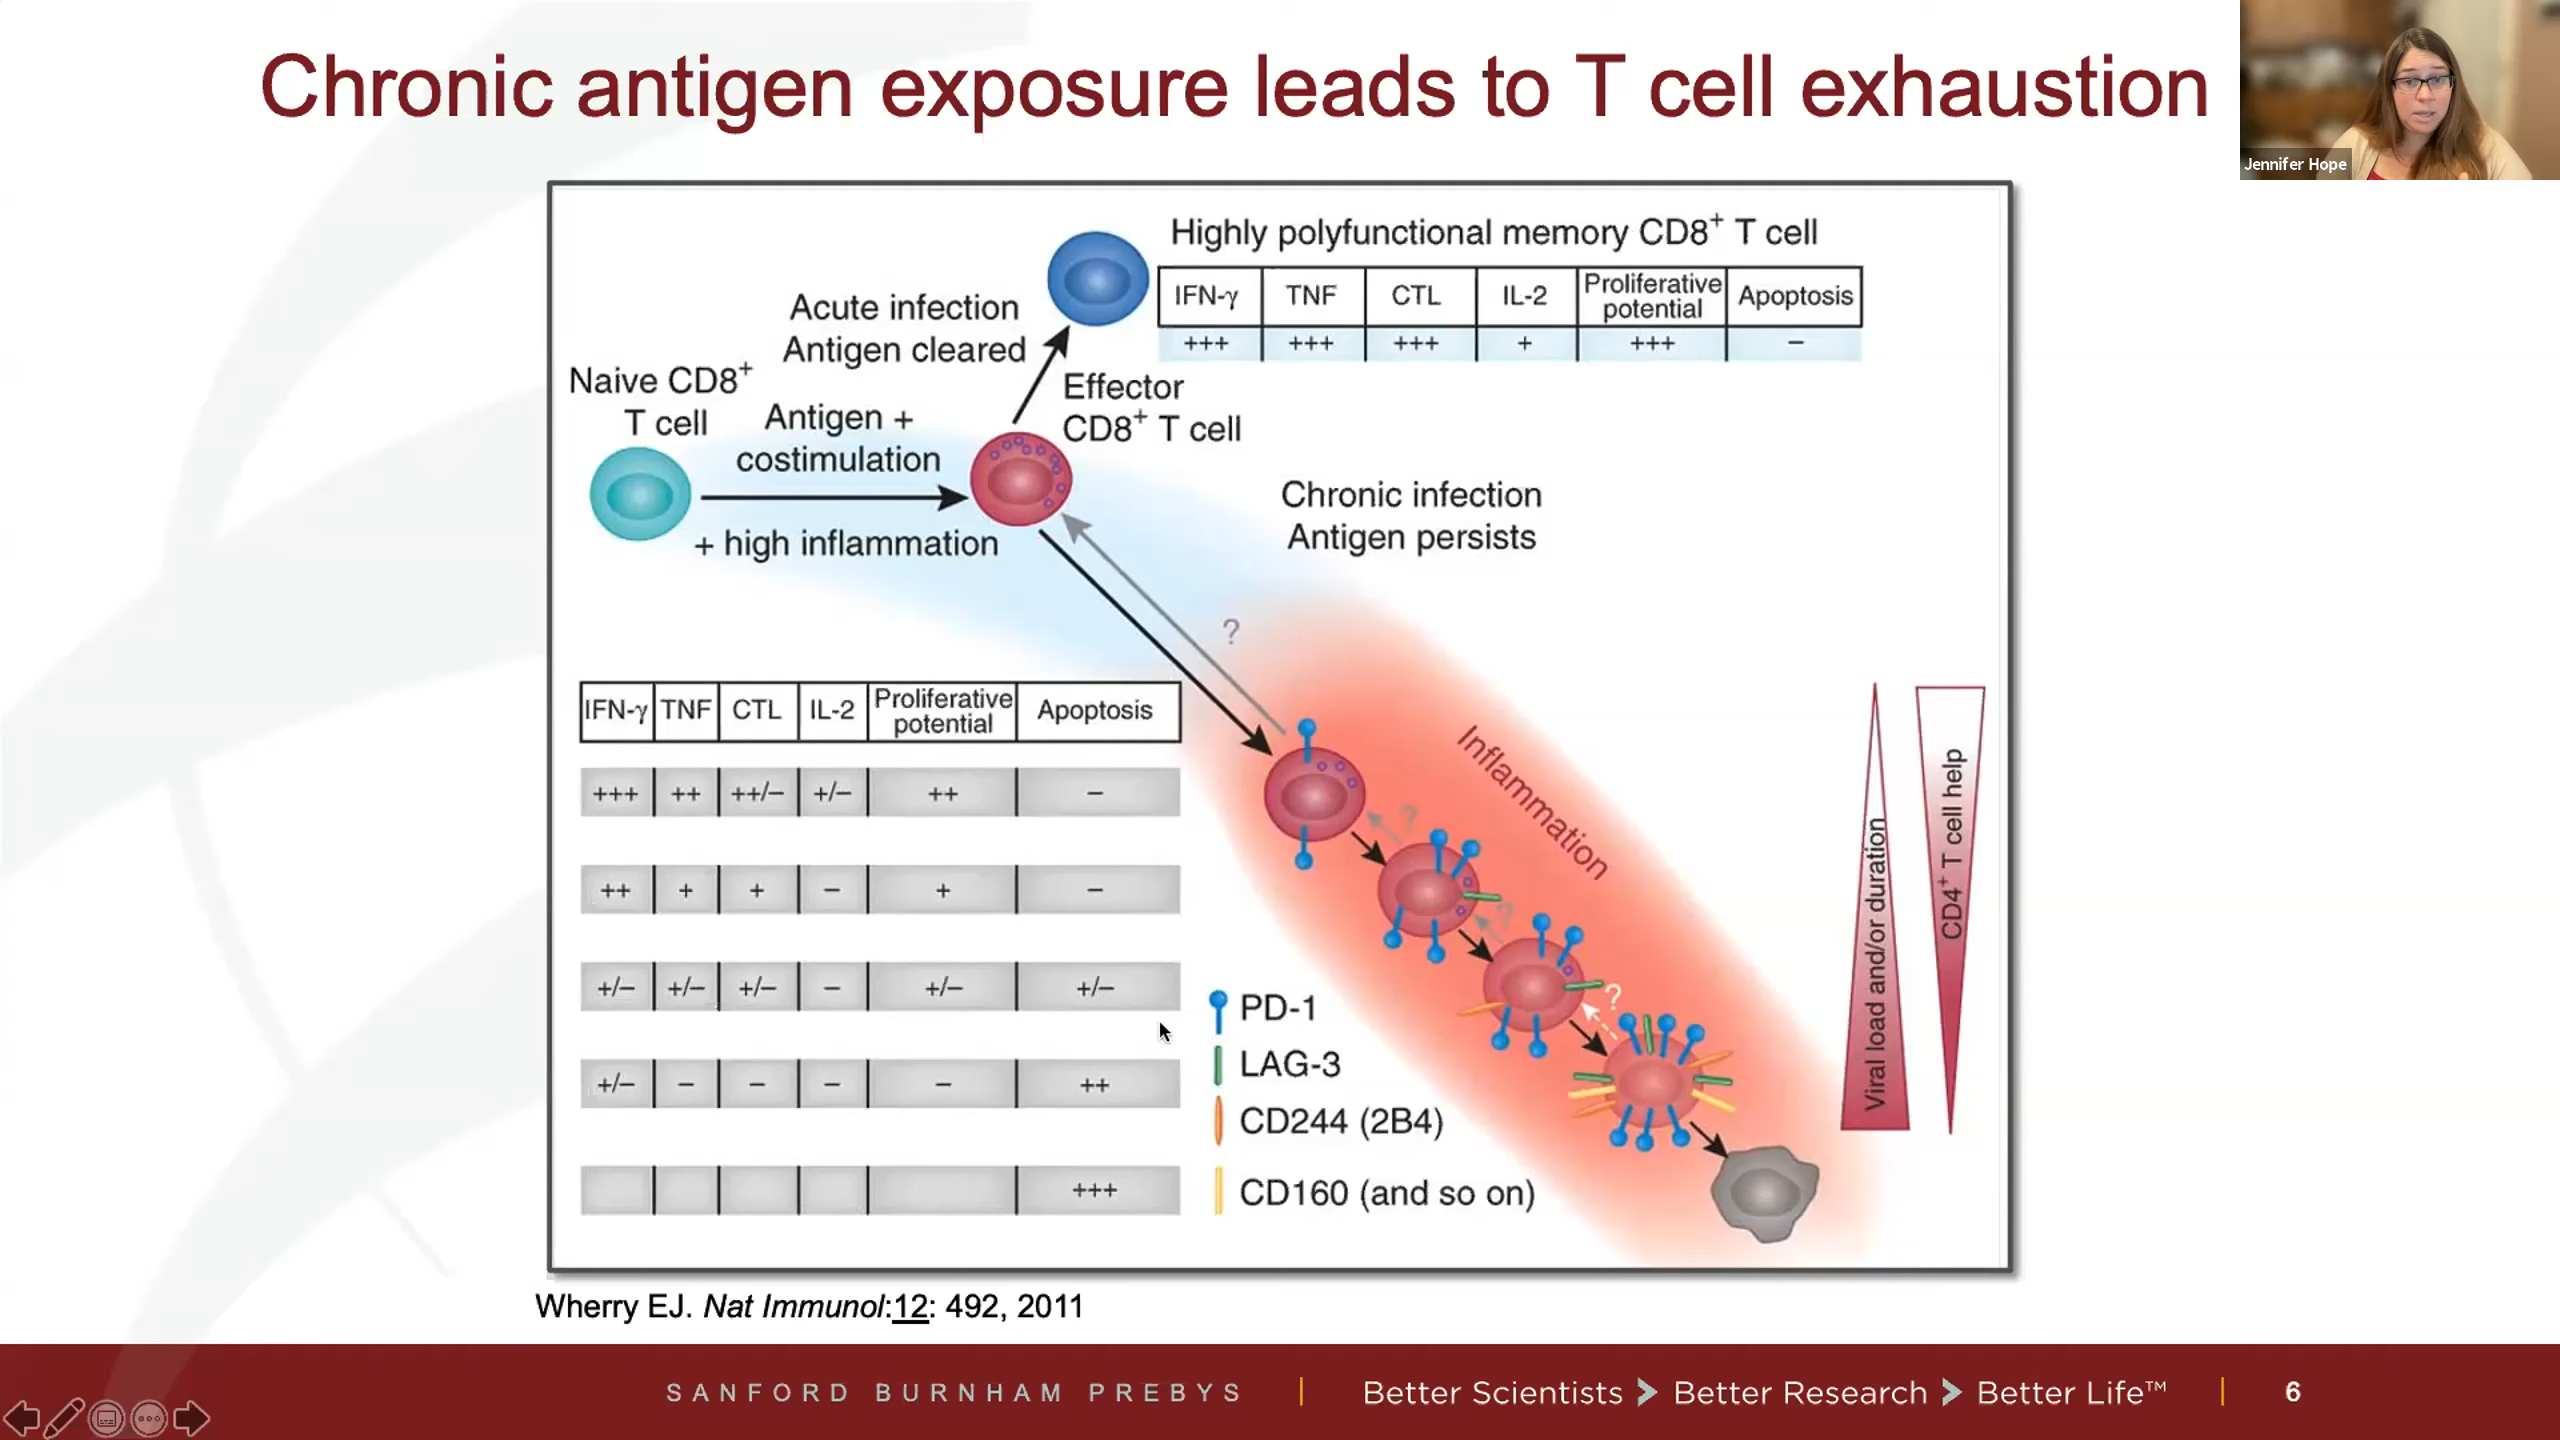 Chronic antigen exposure leads to T cell exhaustion
Jennifer Hope
Highly polyfunctional memory CD8+ T cell
IFN-γ TNF CTL IL-2 Proliferative potential Apoptosis
+++ +++ +++ + +++ −
Acute infection
Antigen cleared
Naive CD8+
T cell
Antigen +
costimulation
+ high inflammation
Effector
CD8+ T cell
Chronic infection
Antigen persists
?
IFN-γ TNF CTL IL-2 Proliferative potential Apoptosis
+++ ++ ++/− +/− ++ −
++ + + − + −
+/− +/− +/− − +/− +/−
+/− − − − − ++
+++
Inflammation
?
?
?
PD-1
LAG-3
CD244 (2B4)
CD160 (and so on)
Viral load and/or duration
CD4+ T cell help
Wherry EJ. Nat Immunol:12: 492, 2011
SANFORD BURNHAM PREBYS | Better Scientists > Better Research > Better Life™ | 6